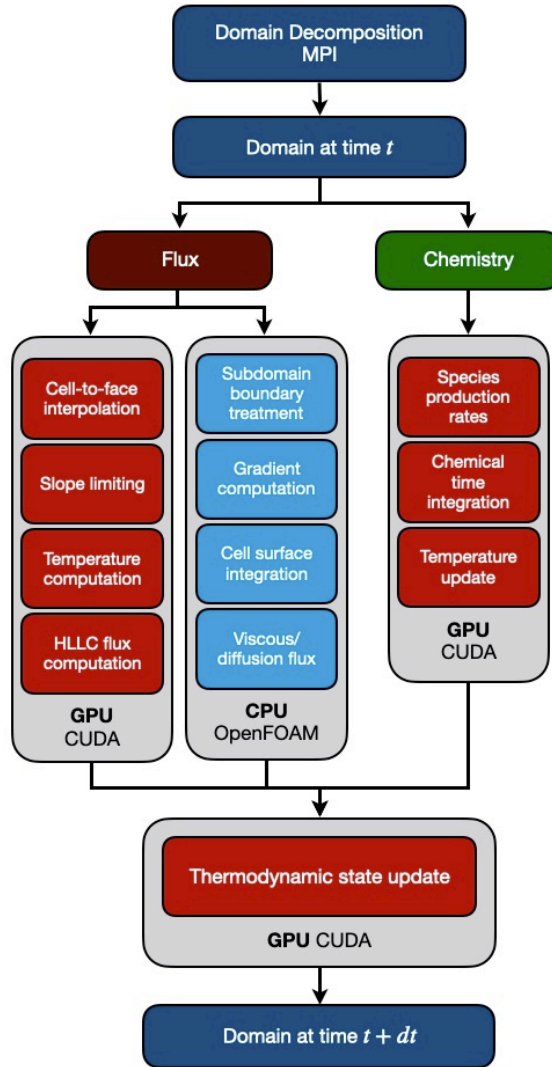 Domain Decomposition
MPI
Domain at time t
Flux
Chemistry
Cell-to-face
interpolation
Slope limiting
Temperature
computation
HLLC flux
computation
GPU
CUDA
Subdomain
boundary
treatment
Gradient
computation
Cell surface
integration
Viscous/
diffusion flux
CPU
OpenFOAM
Species
production
rates
Chemical
time
integration
Temperature
update
GPU
CUDA
Thermodynamic state update
GPU CUDA
Domain at time t + dt